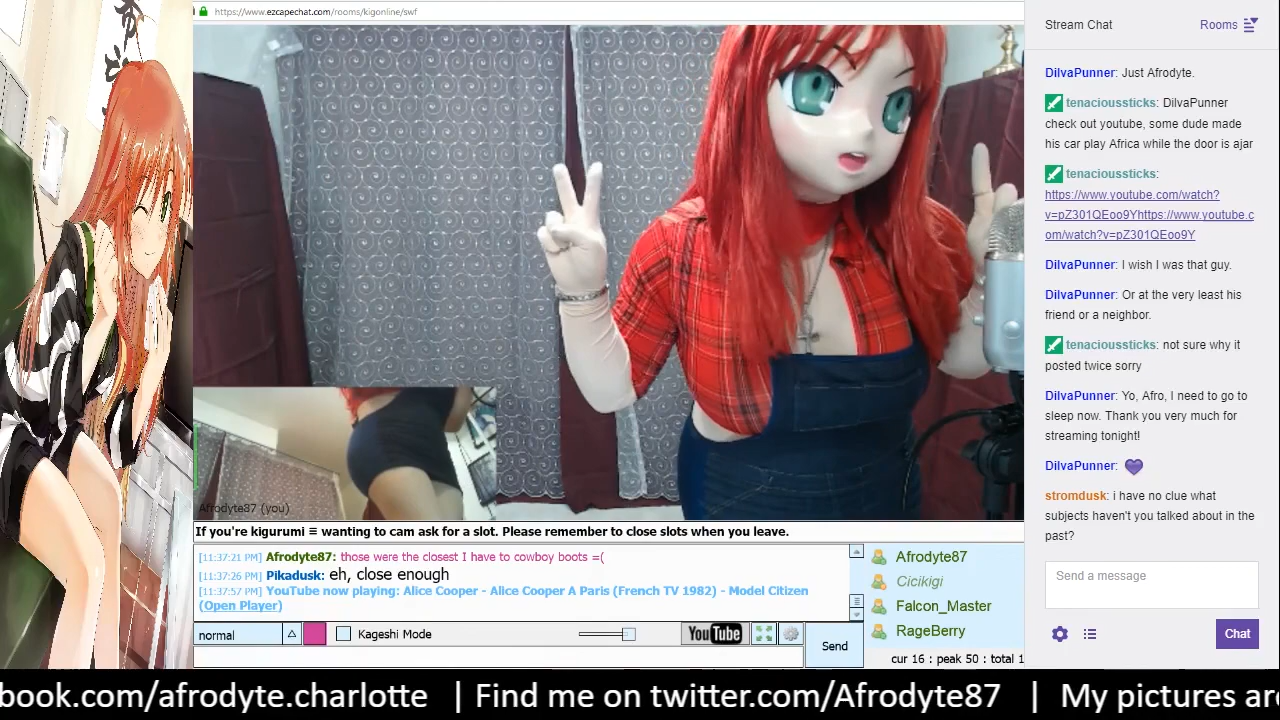 https://www.ezcapechat.com/rooms/kigonline/swf
Afrodyte87 (you)
If you're kigurumi ≡ wanting to cam ask for a slot. Please remember to close slots when you leave.
[11:37:21 PM] Afrodyte87: those were the closest I have to cowboy boots =(
[11:37:26 PM] Pikadusk: eh, close enough
[11:37:57 PM] YouTube now playing: Alice Cooper - Alice Cooper A Paris (French TV 1982) - Model Citizen
(Open Player)
normal
Kageshi Mode
YouTube
Send
Afrodyte87
Cicikigi
Falcon_Master
RageBerry
cur 16 : peak 50 : total 1
Stream Chat
Rooms
DilvaPunner: Just Afrodyte.
tenacioussticks: DilvaPunner
check out youtube, some dude made
his car play Africa while the door is ajar
tenacioussticks:
https://www.youtube.com/watch?
v=pZ301QEoo9Yhttps://www.youtube.c
om/watch?v=pZ301QEoo9Y
DilvaPunner: I wish I was that guy.
DilvaPunner: Or at the very least his
friend or a neighbor.
tenacioussticks: not sure why it
posted twice sorry
DilvaPunner: Yo, Afro, I need to go to
sleep now. Thank you very much for
streaming tonight!
DilvaPunner:
stromdusk: i have no clue what
subjects haven't you talked about in the
past?
Send a message
Chat
book.com/afrodyte.charlotte | Find me on twitter.com/Afrodyte87 | My pictures ar